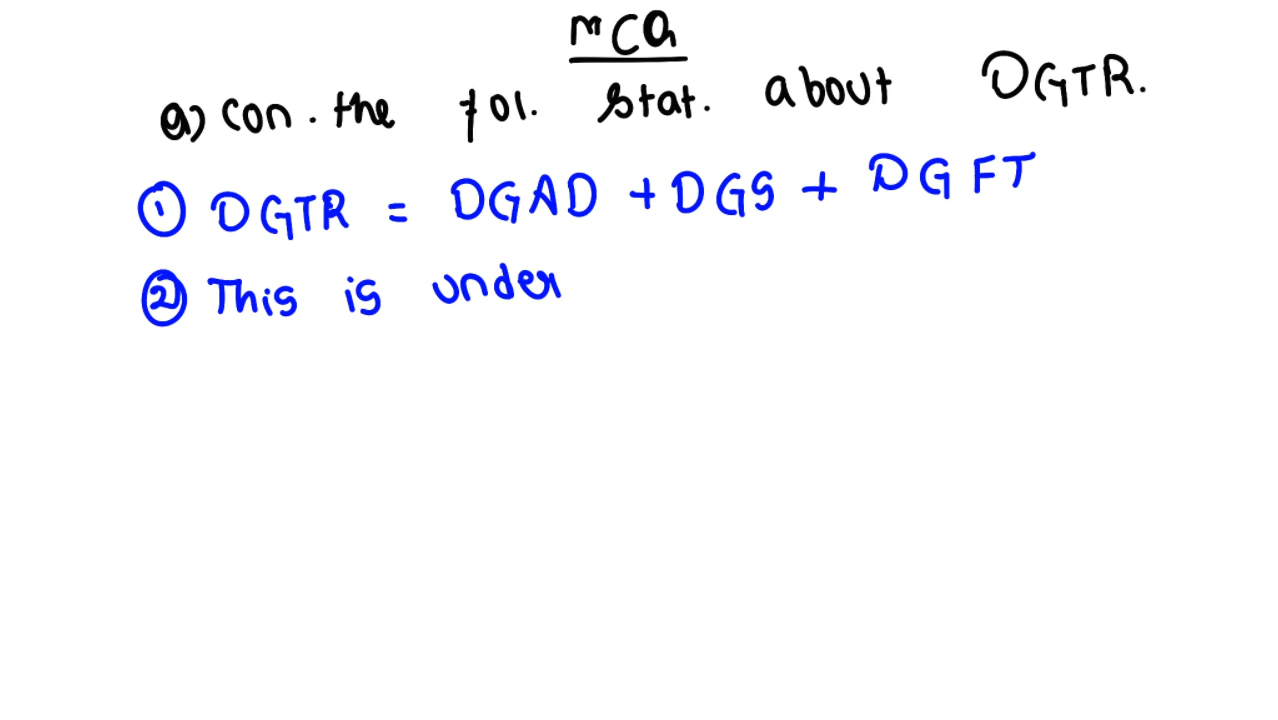 MCQ
Q) Con. the fol. stat. about DGTR.
① DGTR = DGAD + DGS + DGFT
② This is under